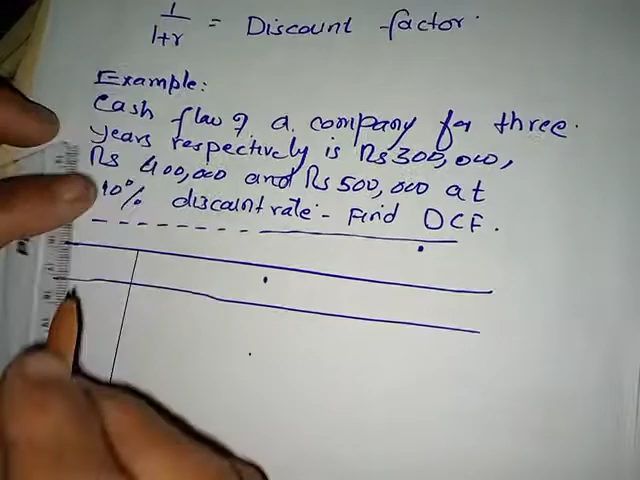 1/1+r = Discount factor.
Example:
Cash flow of a company for three
years respectively is Rs 300,000,
Rs 400,000 and Rs 500,000 at
10% discount rate - Find DCF.